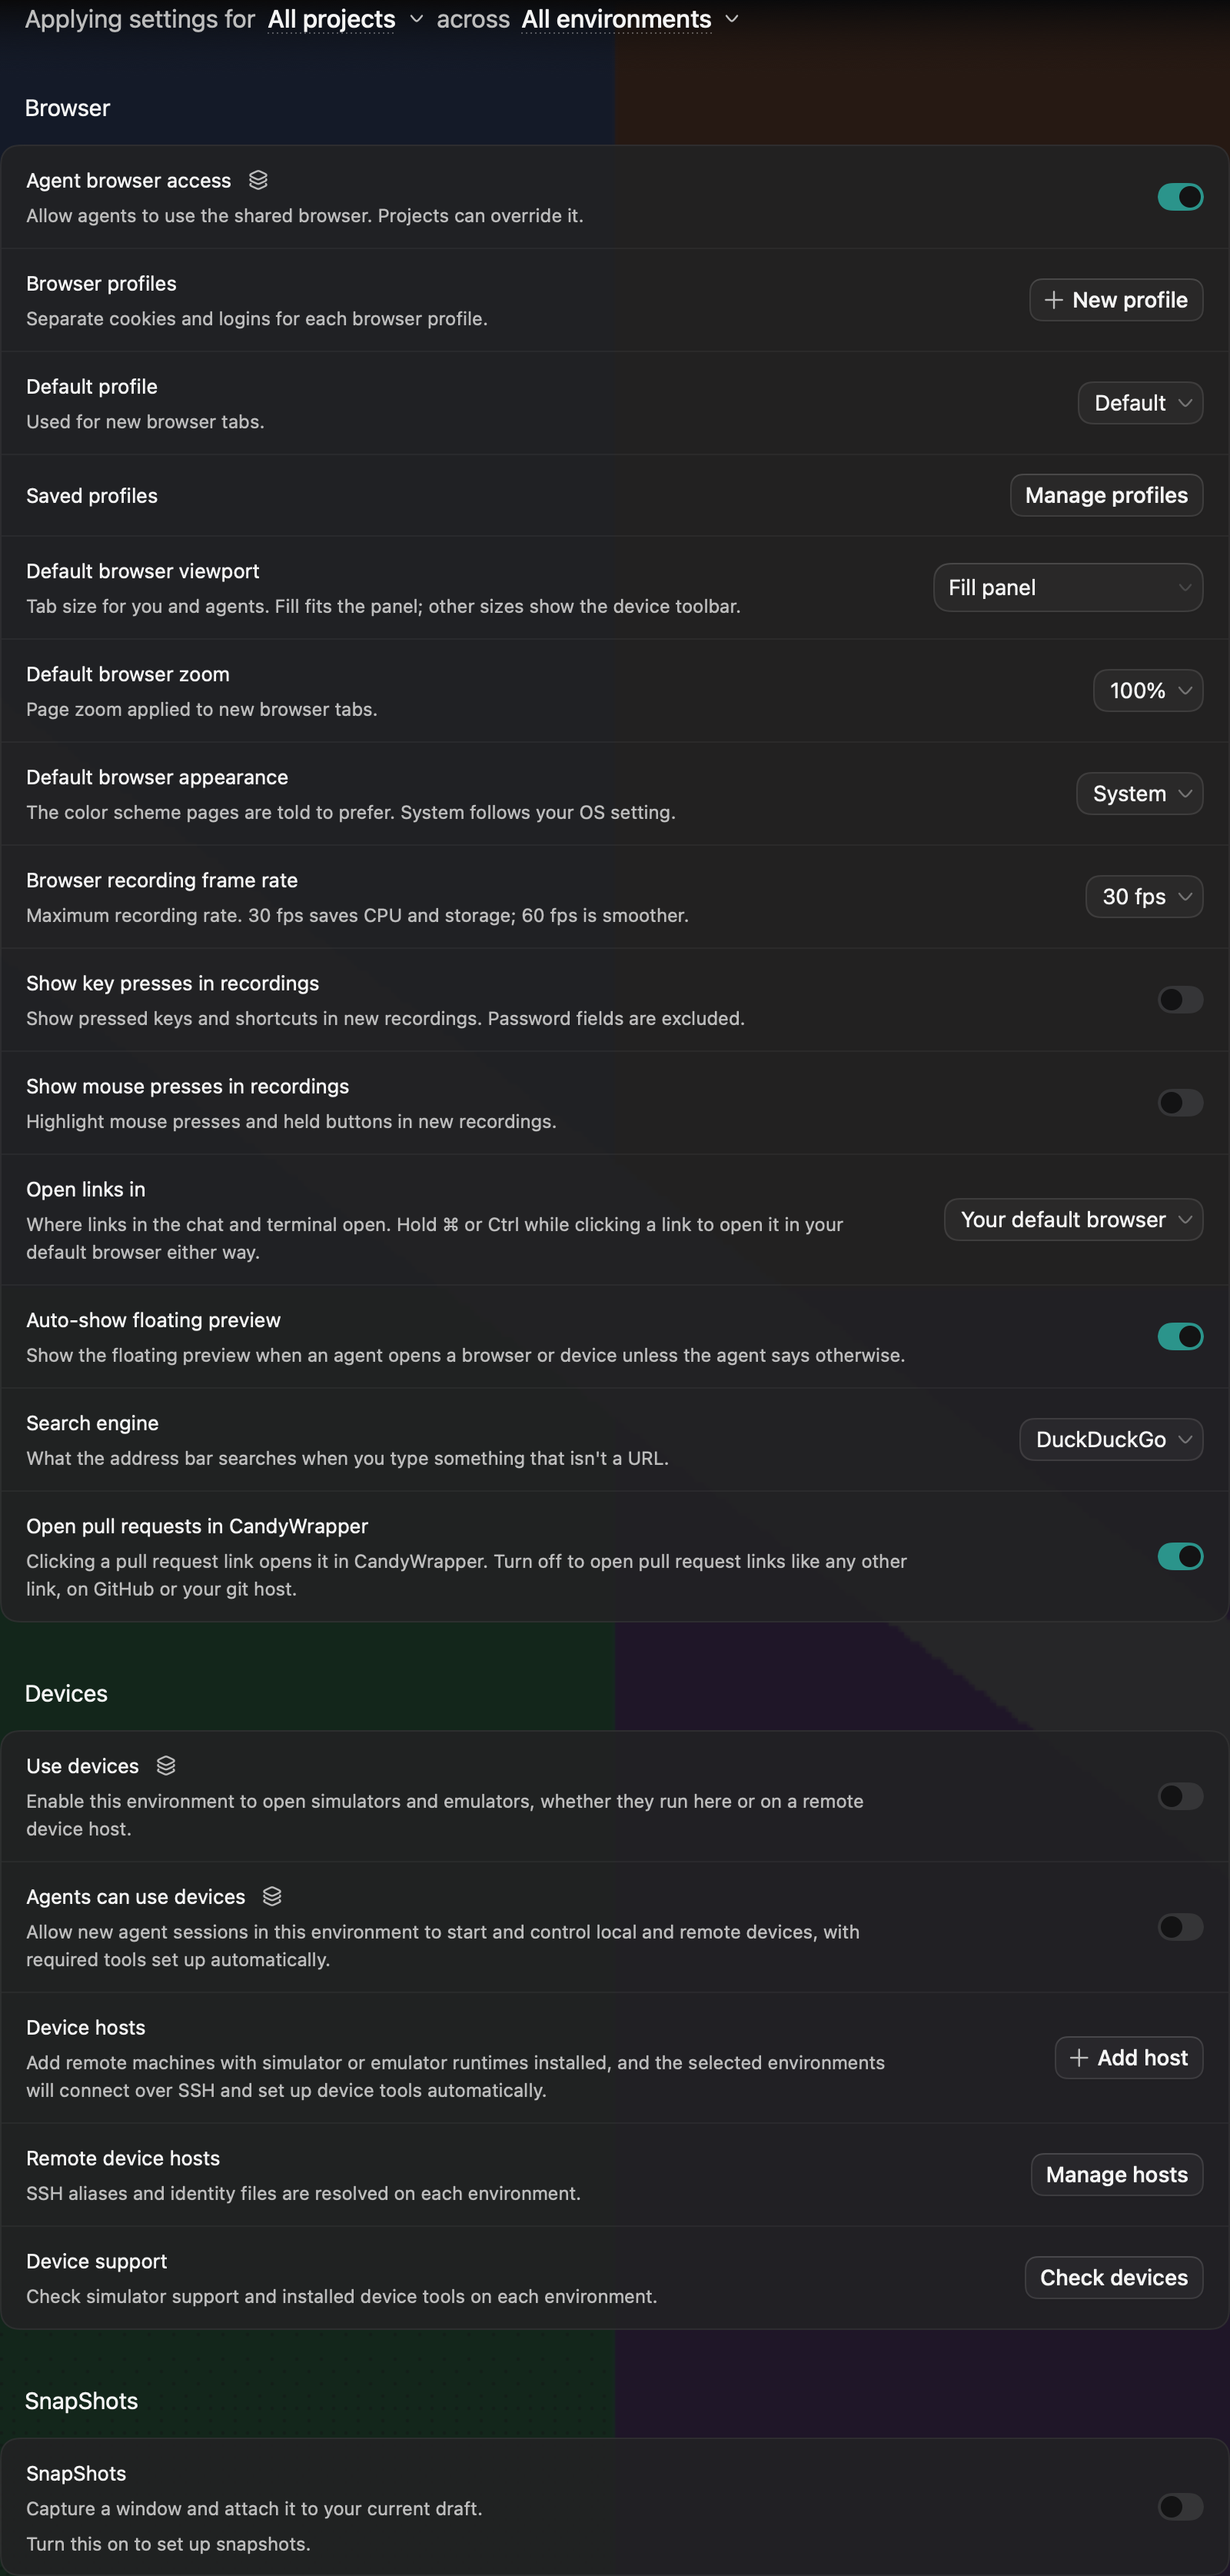 Applying settings for All projects across All environments
Browser
Agent browser access
Allow agents to use the shared browser. Projects can override it.
Browser profiles
Separate cookies and logins for each browser profile.
New profile
Default profile
Used for new browser tabs.
Default
Saved profiles
Manage profiles
Default browser viewport
Tab size for you and agents. Fill fits the panel; other sizes show the device toolbar.
Fill panel
Default browser zoom
Page zoom applied to new browser tabs.
100%
Default browser appearance
The color scheme pages are told to prefer. System follows your OS setting.
System
Browser recording frame rate
Maximum recording rate. 30 fps saves CPU and storage; 60 fps is smoother.
30 fps
Show key presses in recordings
Show pressed keys and shortcuts in new recordings. Password fields are excluded.
Show mouse presses in recordings
Highlight mouse presses and held buttons in new recordings.
Open links in
Where links in the chat and terminal open. Hold ⌘ or Ctrl while clicking a link to open it in your
default browser either way.
Your default browser
Auto-show floating preview
Show the floating preview when an agent opens a browser or device unless the agent says otherwise.
Search engine
What the address bar searches when you type something that isn't a URL.
DuckDuckGo
Open pull requests in CandyWrapper
Clicking a pull request link opens it in CandyWrapper. Turn off to open pull request links like any other
link, on GitHub or your git host.
Devices
Use devices
Enable this environment to open simulators and emulators, whether they run here or on a remote
device host.
Agents can use devices
Allow new agent sessions in this environment to start and control local and remote devices, with
required tools set up automatically.
Device hosts
Add remote machines with simulator or emulator runtimes installed, and the selected environments
will connect over SSH and set up device tools automatically.
Add host
Remote device hosts
SSH aliases and identity files are resolved on each environment.
Manage hosts
Device support
Check simulator support and installed device tools on each environment.
Check devices
SnapShots
SnapShots
Capture a window and attach it to your current draft.
Turn this on to set up snapshots.